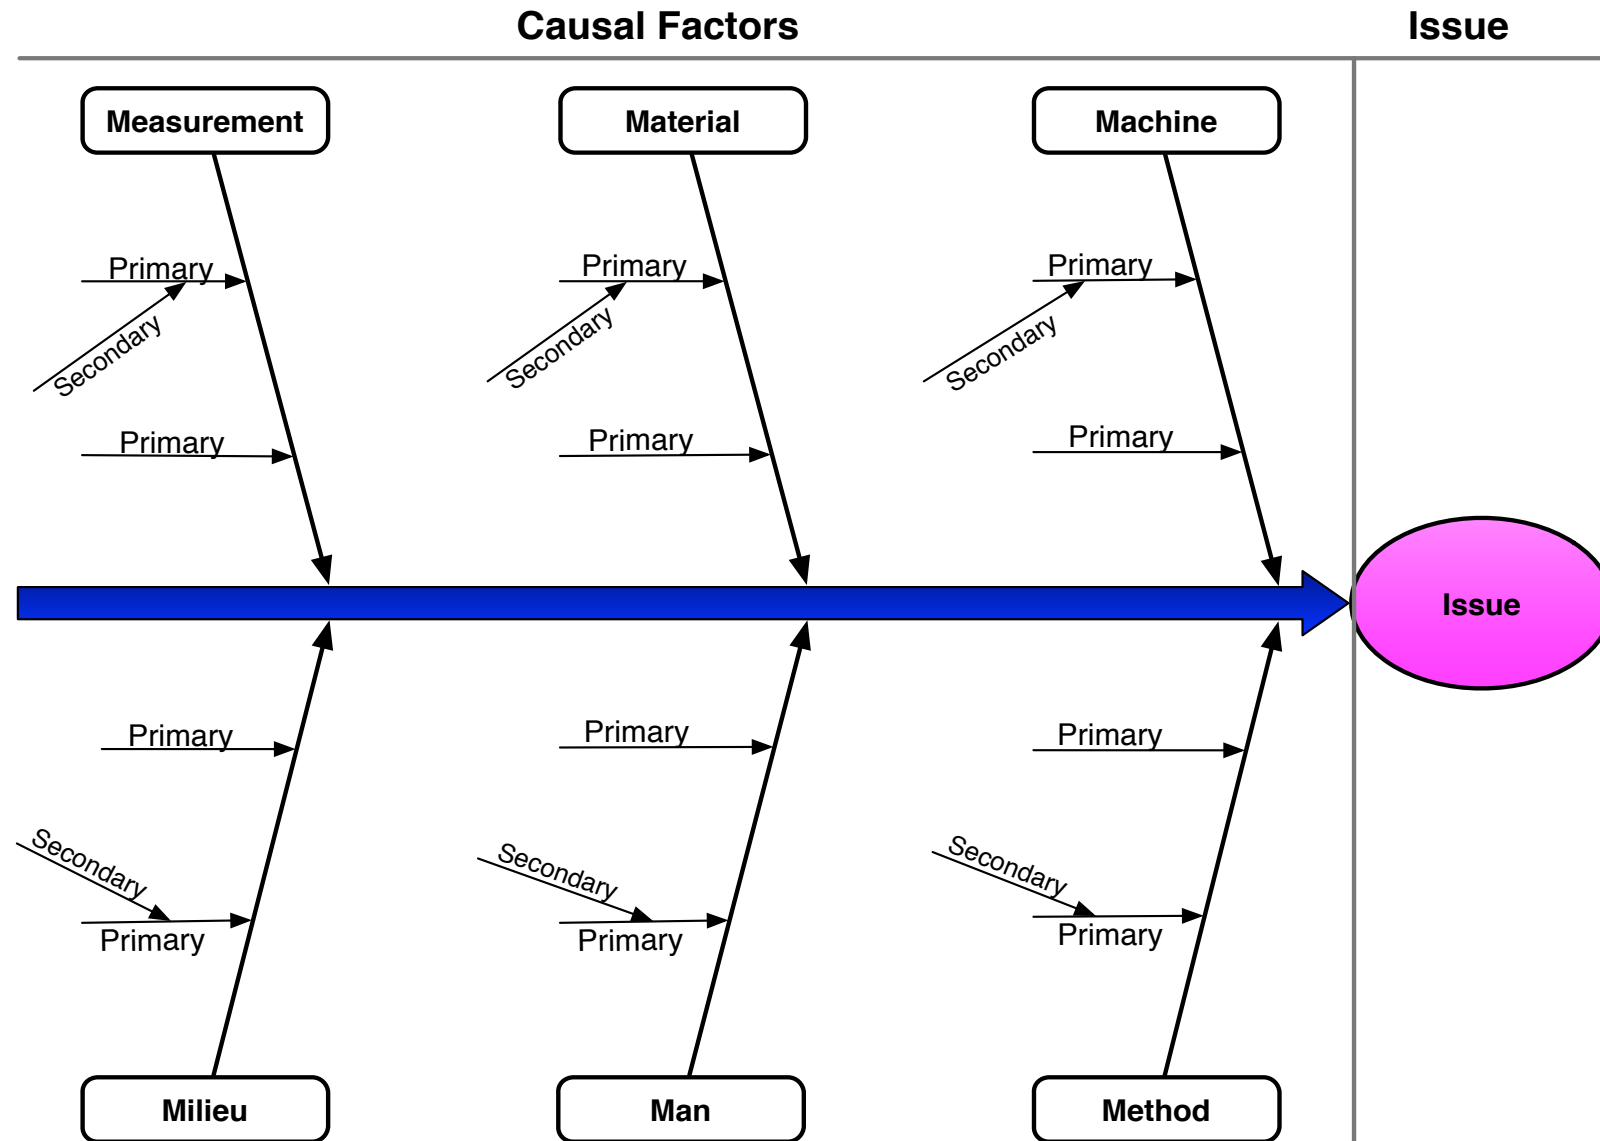 Causal Factors
Issue
Measurement
Material
Machine
Primary
Secondary
Primary
Primary
Secondary
Primary
Primary
Secondary
Primary
Issue
Primary
Secondary
Primary
Primary
Secondary
Primary
Primary
Secondary
Primary
Milieu
Man
Method